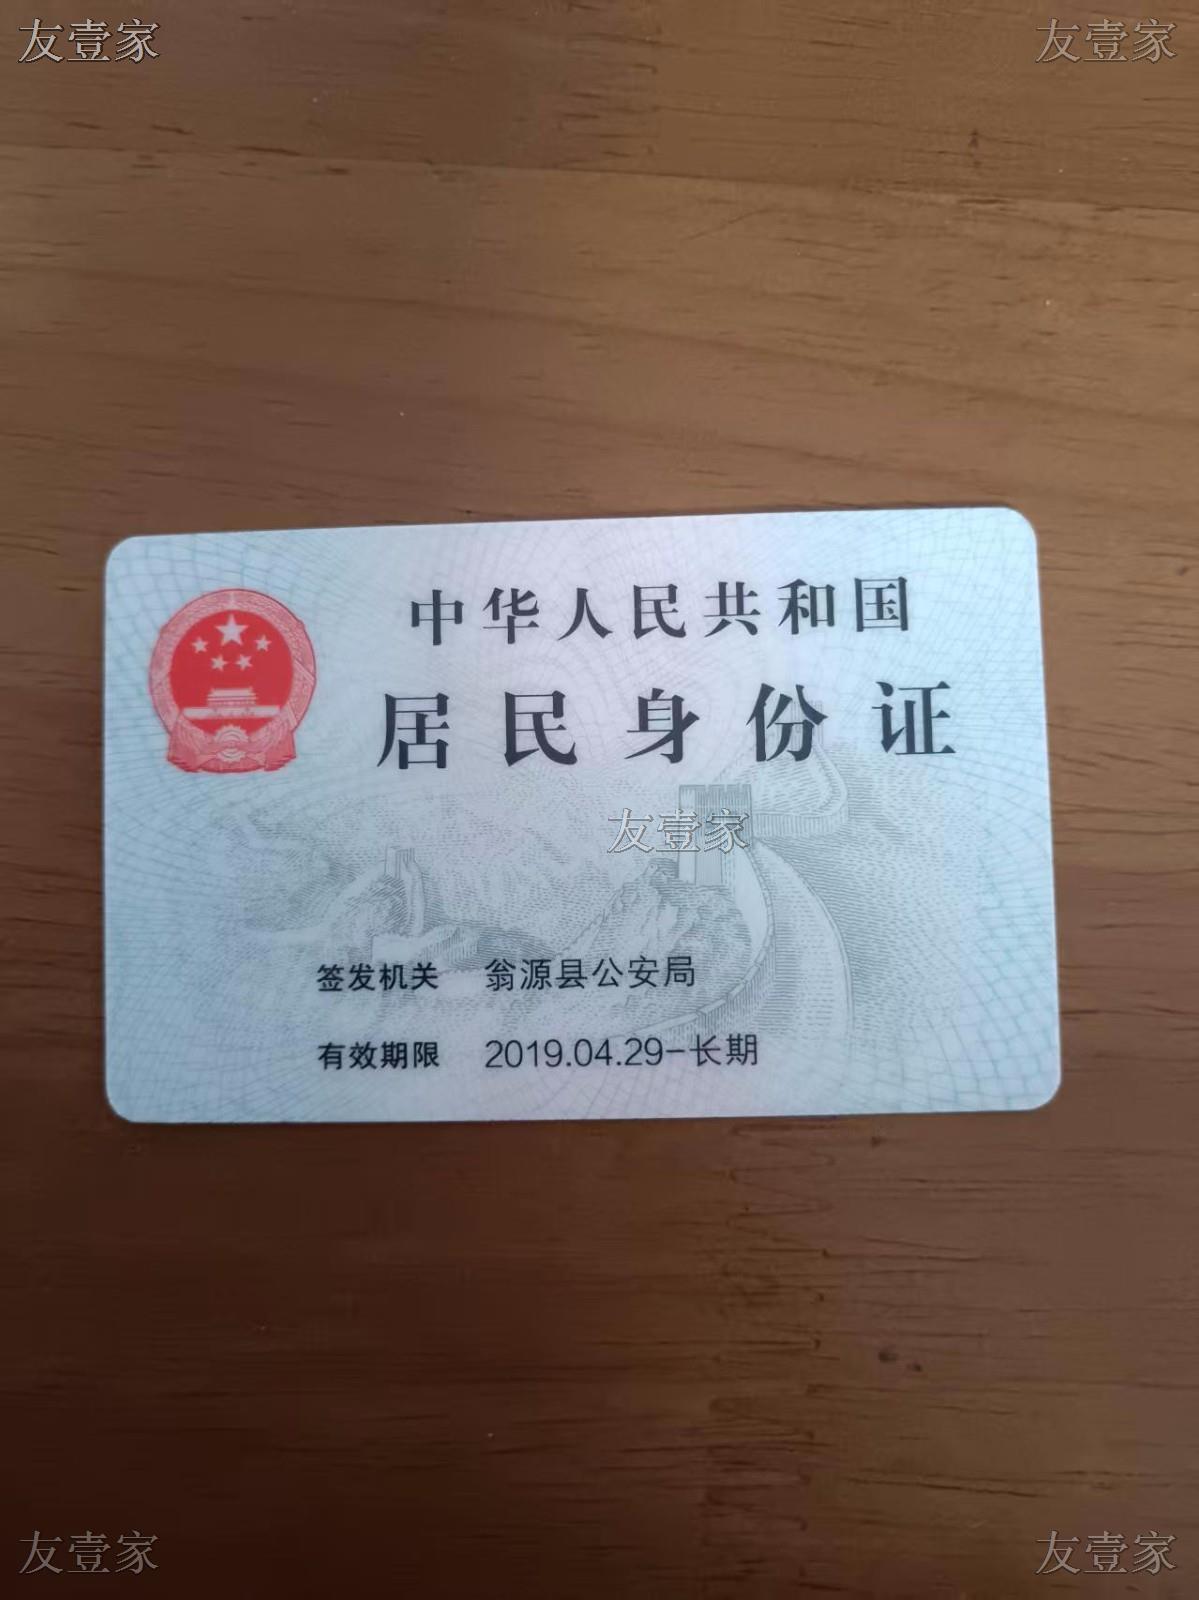 友壹家 友壹家
中华人民共和国
居民身份证
友壹家
签发机关 翁源县公安局
有效期限 2019.04.29-长期
友壹家 友壹家